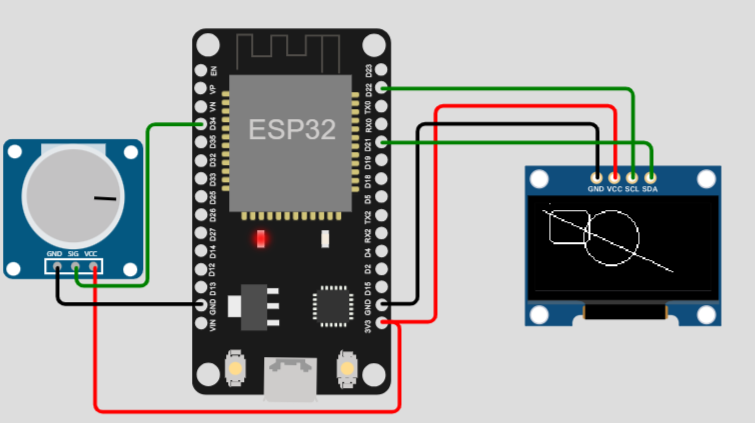 EN
VP
VN
D34
D35
D32
D33
D25
D26
D27
D14
D12
D13
GND
VIN
ESP32
D23
D22
TX0
RX0
D21
D19
D18
D5
TX2
RX2
D4
D2
D15
GND
3V3
GND SIG VCC
GND VCC SCL SDA